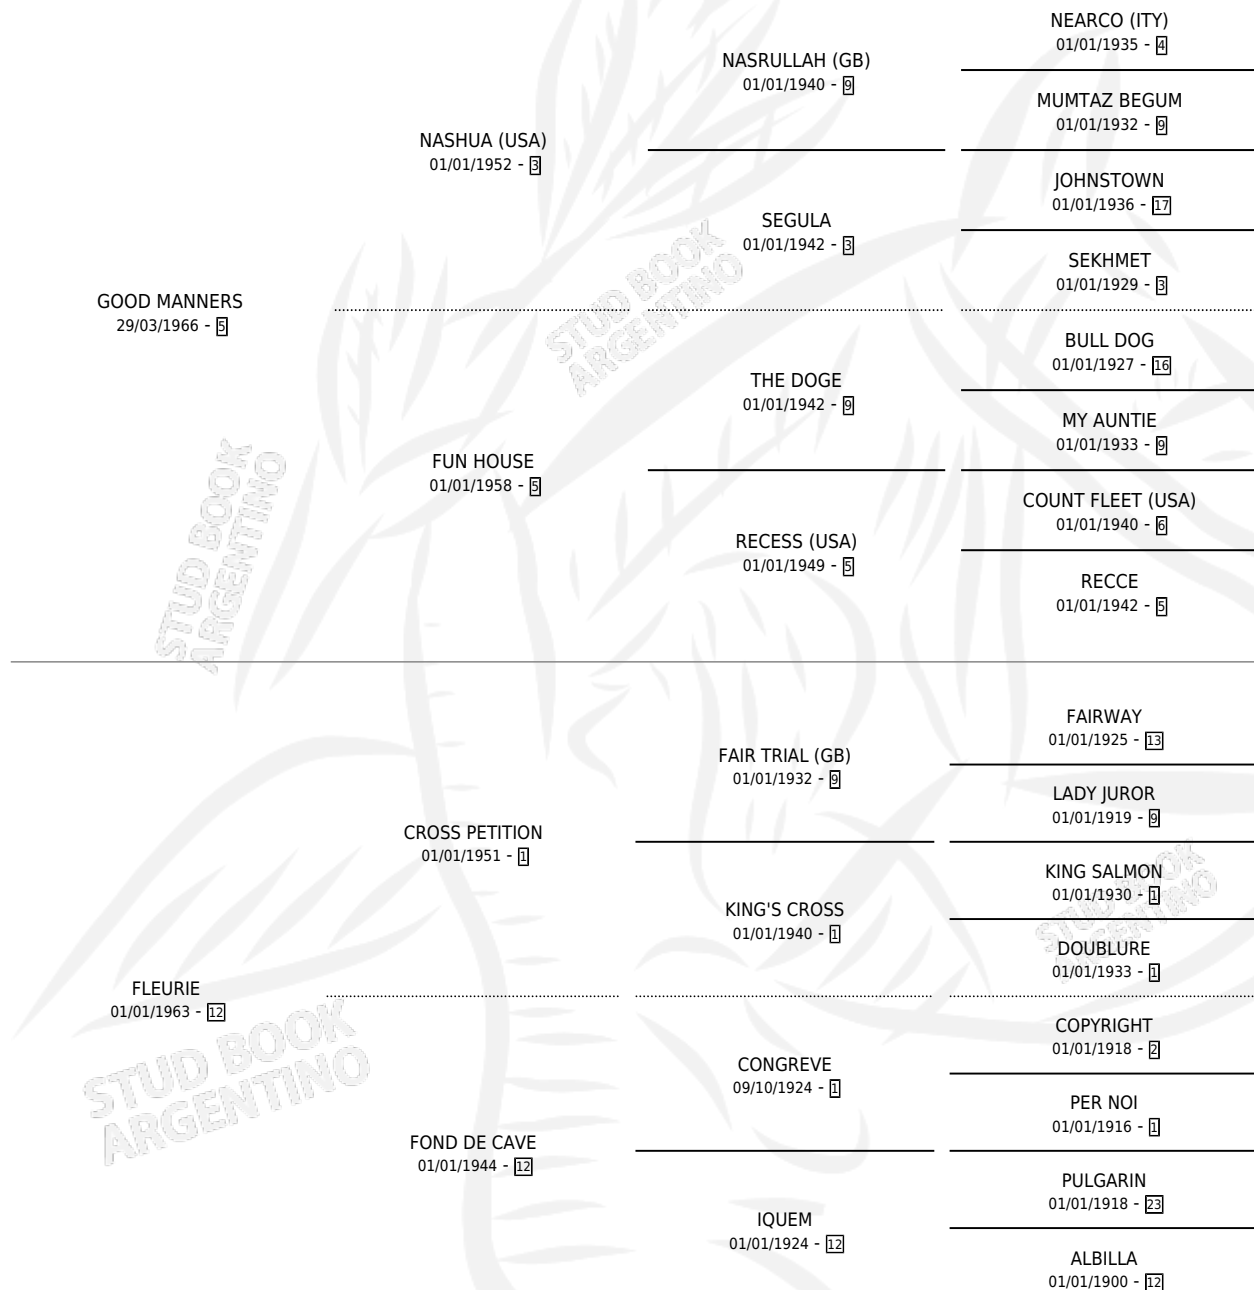 NEARCO (ITY)
01/01/1935 - 4
NASRULLAH (GB)
01/01/1940 - 9
MUMTAZ BEGUM
01/01/1932 - 9
NASHUA (USA)
01/01/1952 - 3
JOHNSTOWN
01/01/1936 - 17
SEGULA
01/01/1942 - 3
SEKHMET
01/01/1929 - 3
GOOD MANNERS
29/03/1966 - 5
BULL DOG
01/01/1927 - 16
THE DOGE
01/01/1942 - 9
MY AUNTIE
01/01/1933 - 9
FUN HOUSE
01/01/1958 - 5
COUNT FLEET (USA)
01/01/1940 - 6
RECESS (USA)
01/01/1949 - 5
RECCE
01/01/1942 - 5
FAIRWAY
01/01/1925 - 13
FAIR TRIAL (GB)
01/01/1932 - 9
LADY JUROR
01/01/1919 - 9
CROSS PETITION
01/01/1951 - 1
KING SALMON
01/01/1930 - 1
KING'S CROSS
01/01/1940 - 1
DOUBLURE
01/01/1933 - 1
FLEURIE
01/01/1963 - 12
COPYRIGHT
01/01/1918 - 2
CONGREVE
09/10/1924 - 1
PER NOI
01/01/1916 - 1
FOND DE CAVE
01/01/1944 - 12
PULGARIN
01/01/1918 - 23
IQUEM
01/01/1924 - 12
ALBILLA
01/01/1900 - 12
STUD BOOK
ARGENTINO
STUD BOOK
ARGENTINO
STUD BOOK
ARGENTINO
STUD BOOK
ARGENTINO